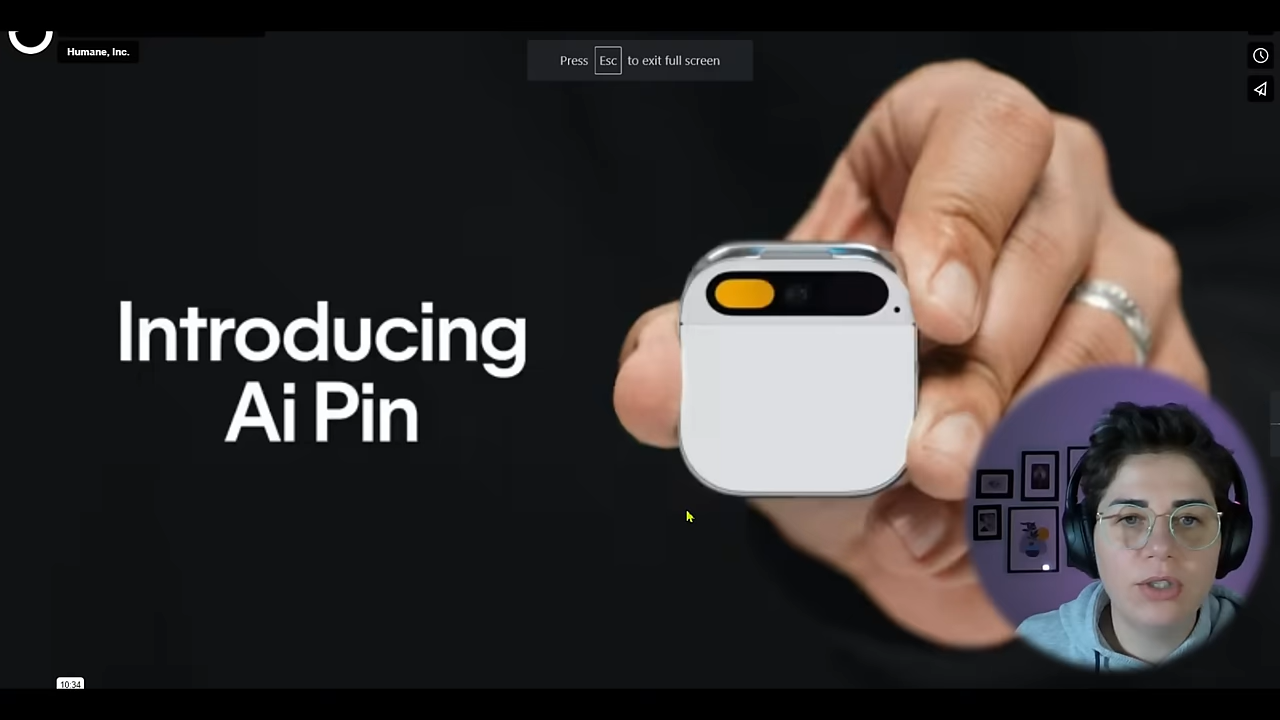 Humane, Inc.
Press Esc to exit full screen
Introducing
Ai Pin
10:34